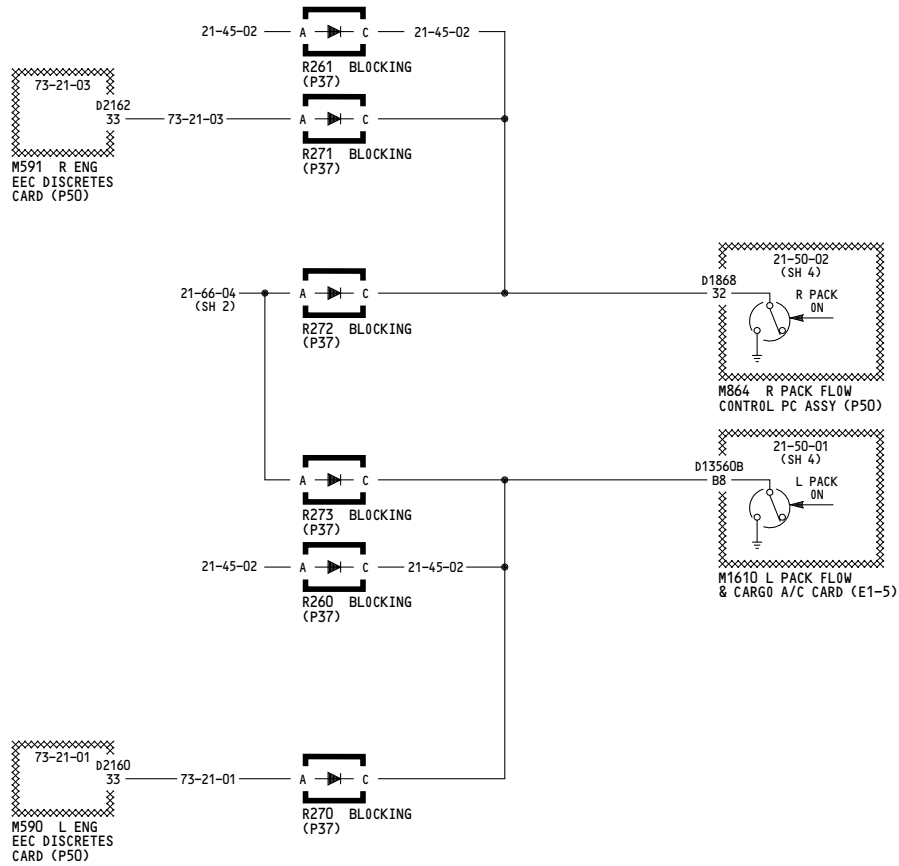 21-45-02 A C 21-45-02
R261 BLOCKING
(P37)
73-21-03
D2162
33 73-21-03 A C
M591 R ENG
EEC DISCRETES
CARD (P50)
R271 BLOCKING
(P37)
21-66-04
(SH 2)
A C
R272 BLOCKING
(P37)
D1868
32
21-50-02
(SH 4)
R PACK
ON
M864 R PACK FLOW
CONTROL PC ASSY (P50)
A C
R273 BLOCKING
(P37)
D13560B
B8
21-50-01
(SH 4)
L PACK
ON
M1610 L PACK FLOW
& CARGO A/C CARD (E1-5)
21-45-02 A C 21-45-02
R260 BLOCKING
(P37)
73-21-01
D2160
33 73-21-01 A C
R270 BLOCKING
(P37)
M590 L ENG
EEC DISCRETES
CARD (P50)